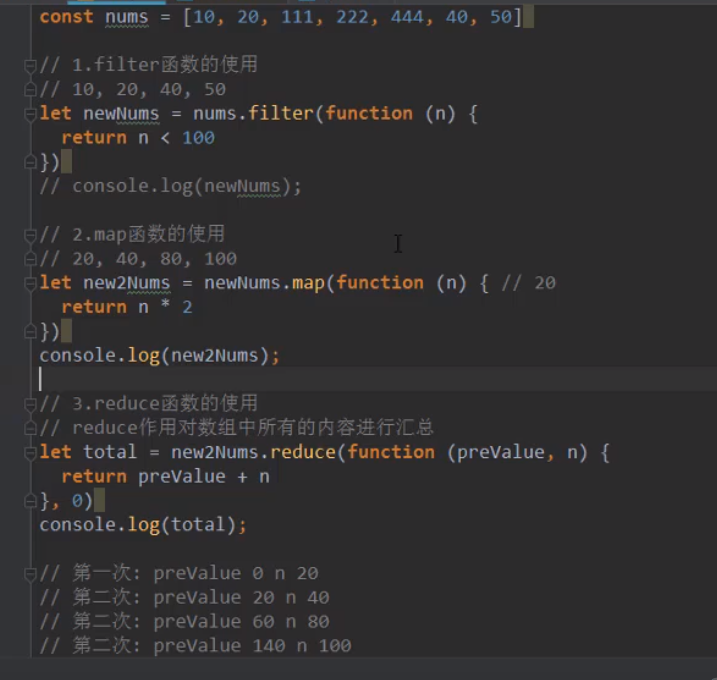 const nums = [10, 20, 111, 222, 444, 40, 50]
// 1.filter函数的使用
// 10, 20, 40, 50
let newNums = nums.filter(function (n) {
  return n < 100
})
// console.log(newNums);
// 2.map函数的使用
// 20, 40, 80, 100
let new2Nums = newNums.map(function (n) { // 20
  return n * 2
})
console.log(new2Nums);
// 3.reduce函数的使用
// reduce作用对数组中所有的内容进行汇总
let total = new2Nums.reduce(function (preValue, n) {
  return preValue + n
}, 0)
console.log(total);
// 第一次: preValue 0 n 20
// 第二次: preValue 20 n 40
// 第二次: preValue 60 n 80
// 第二次: preValue 140 n 100